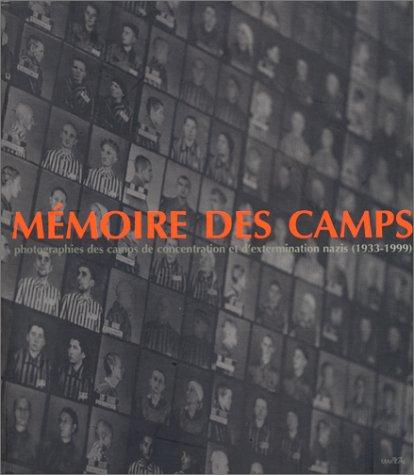 MÉMOIRE DES CAMPS
photographies des camps de concentration et d'extermination nazis (1933-1999)